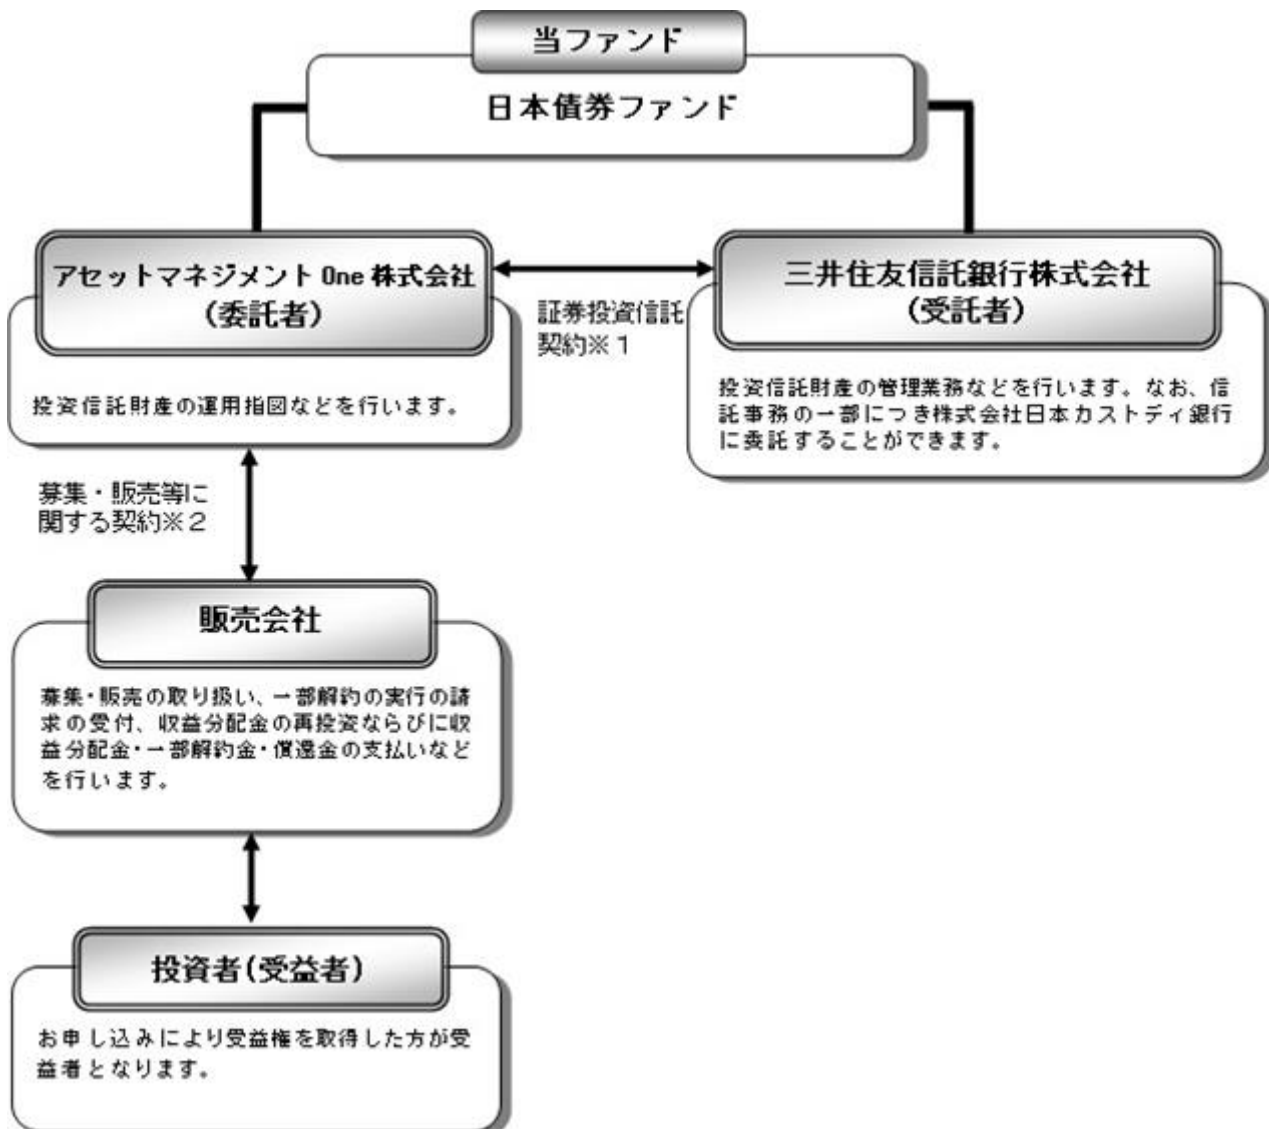 当ファンド
日本債券ファンド
アセットマネジメント One 株式会社
(委託者)
投資信託財産の運用指図などを行います。
証券投資信託
契約※1
三井住友信託銀行株式会社
(受託者)
投資信託財産の管理業務などを行います。なお、信
託事務の一部につき株式会社日本カストディ銀行
に委託することができます。
募集・販売等に
関する契約※2
販売会社
募集・販売の取り扱い、一部解約の実行の請
求の受付、収益分配金の再投資ならびに収
益分配金・一部解約金・償還金の支払いなど
を行います。
投資者(受益者)
お申し込みにより受益権を取得した方が受
益者となります。